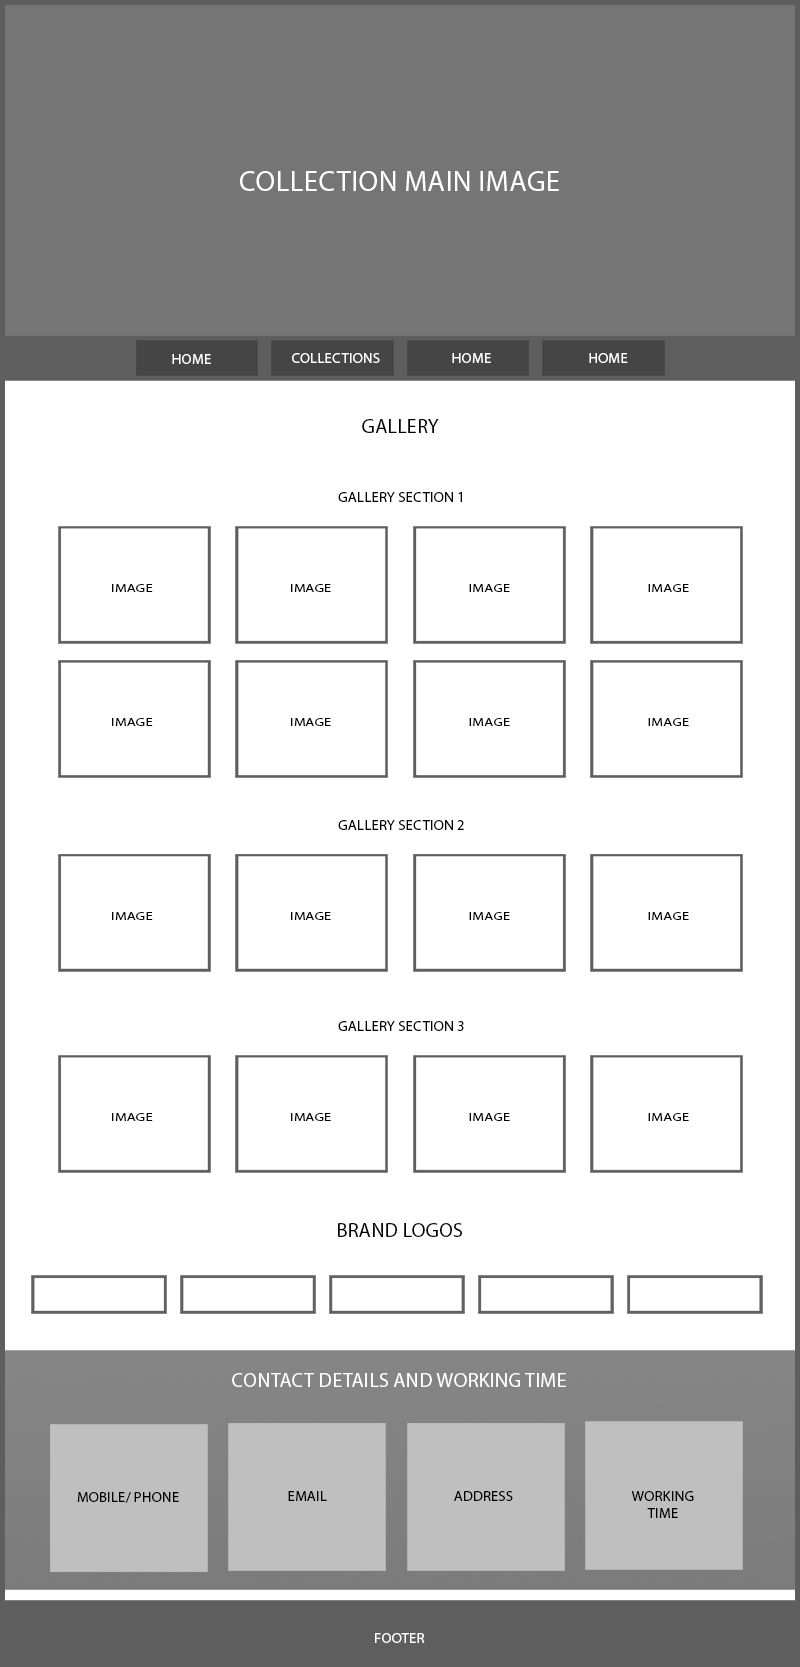 COLLECTION MAIN IMAGE
HOME
COLLECTIONS
HOME
HOME
GALLERY
GALLERY SECTION 1
IMAGE
IMAGE
IMAGE
IMAGE
IMAGE
IMAGE
IMAGE
IMAGE
GALLERY SECTION 2
IMAGE
IMAGE
IMAGE
IMAGE
GALLERY SECTION 3
IMAGE
IMAGE
IMAGE
IMAGE
BRAND LOGOS
CONTACT DETAILS AND WORKING TIME
MOBILE/ PHONE
EMAIL
ADDRESS
WORKING
TIME
FOOTER